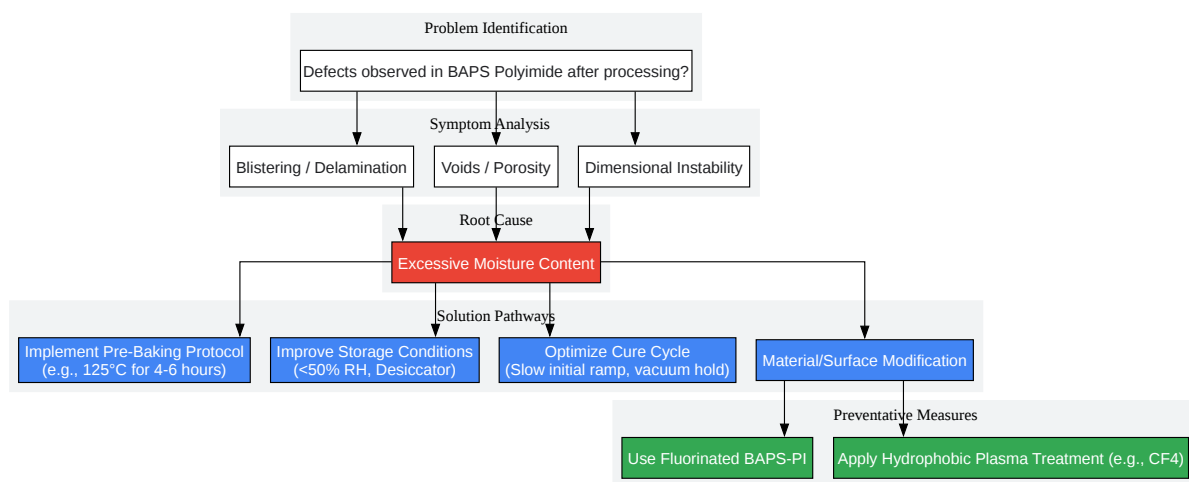 Problem Identification
Defects observed in BAPS Polyimide after processing?
Symptom Analysis
Blistering / Delamination
Voids / Porosity
Dimensional Instability
Root Cause
Excessive Moisture Content
Solution Pathways
Implement Pre-Baking Protocol
(e.g., 125°C for 4-6 hours)
Improve Storage Conditions
(<50% RH, Desiccator)
Optimize Cure Cycle
(Slow initial ramp, vacuum hold)
Material/Surface Modification
Preventative Measures
Use Fluorinated BAPS-PI
Apply Hydrophobic Plasma Treatment (e.g., CF4)